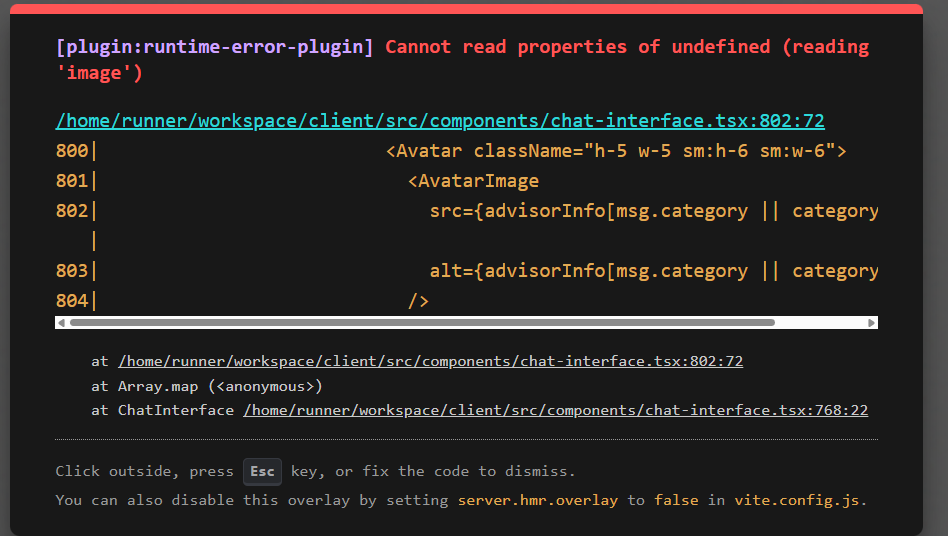 [plugin:runtime-error-plugin] Cannot read properties of undefined (reading
'image')
/home/runner/workspace/client/src/components/chat-interface.tsx:802:72
800|                          <Avatar className="h-5 w-5 sm:h-6 sm:w-6">
801|                            <AvatarImage
802|                              src={advisorInfo[msg.category || category
   |
803|                              alt={advisorInfo[msg.category || category
804|                            />
at /home/runner/workspace/client/src/components/chat-interface.tsx:802:72
at Array.map (<anonymous>)
at ChatInterface /home/runner/workspace/client/src/components/chat-interface.tsx:768:22
Click outside, press Esc key, or fix the code to dismiss.
You can also disable this overlay by setting server.hmr.overlay to false in vite.config.js.